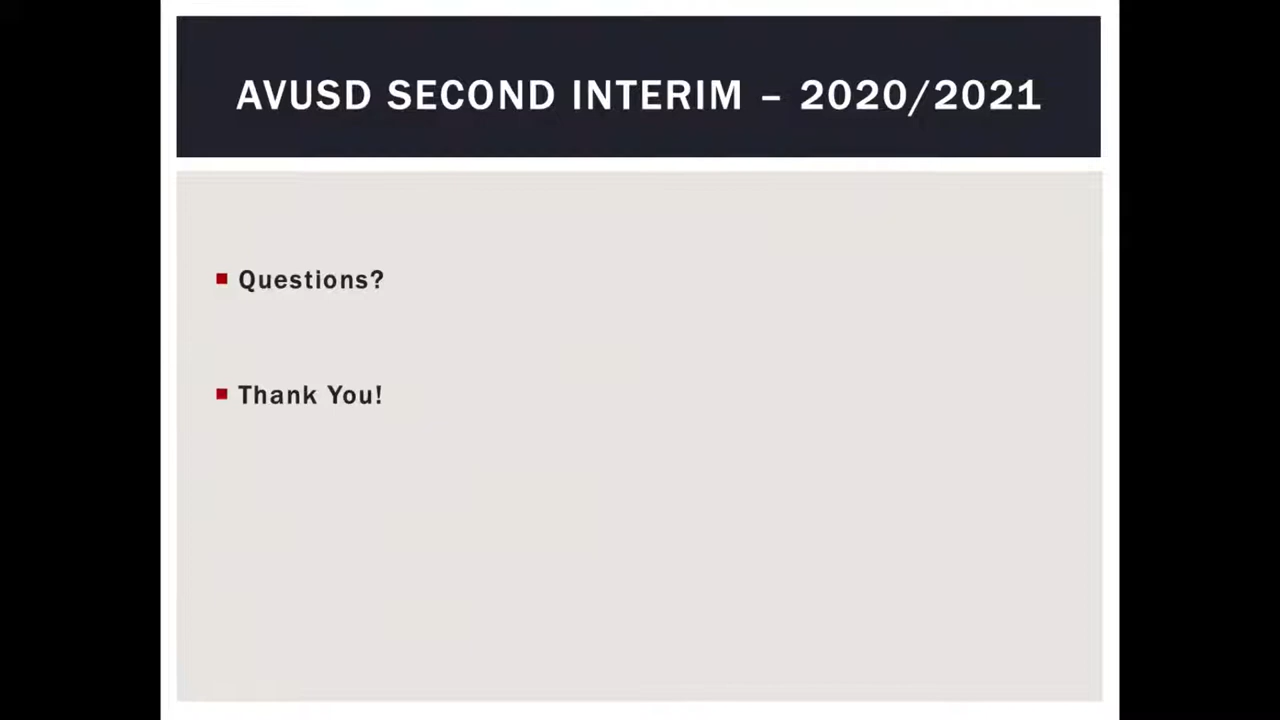 AVUSD SECOND INTERIM – 2020/2021
Questions?
Thank You!